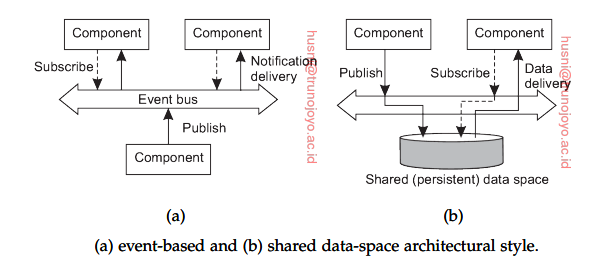 Component
Component
Subscribe
Notification
delivery
Event bus
Publish
Component
husni@trunojoyo.ac.id
(a)
Component
Component
Publish
Subscribe
Data
delivery
Shared (persistent) data space
husni@trunojoyo.ac.id
(b)
(a) event-based and (b) shared data-space architectural style.